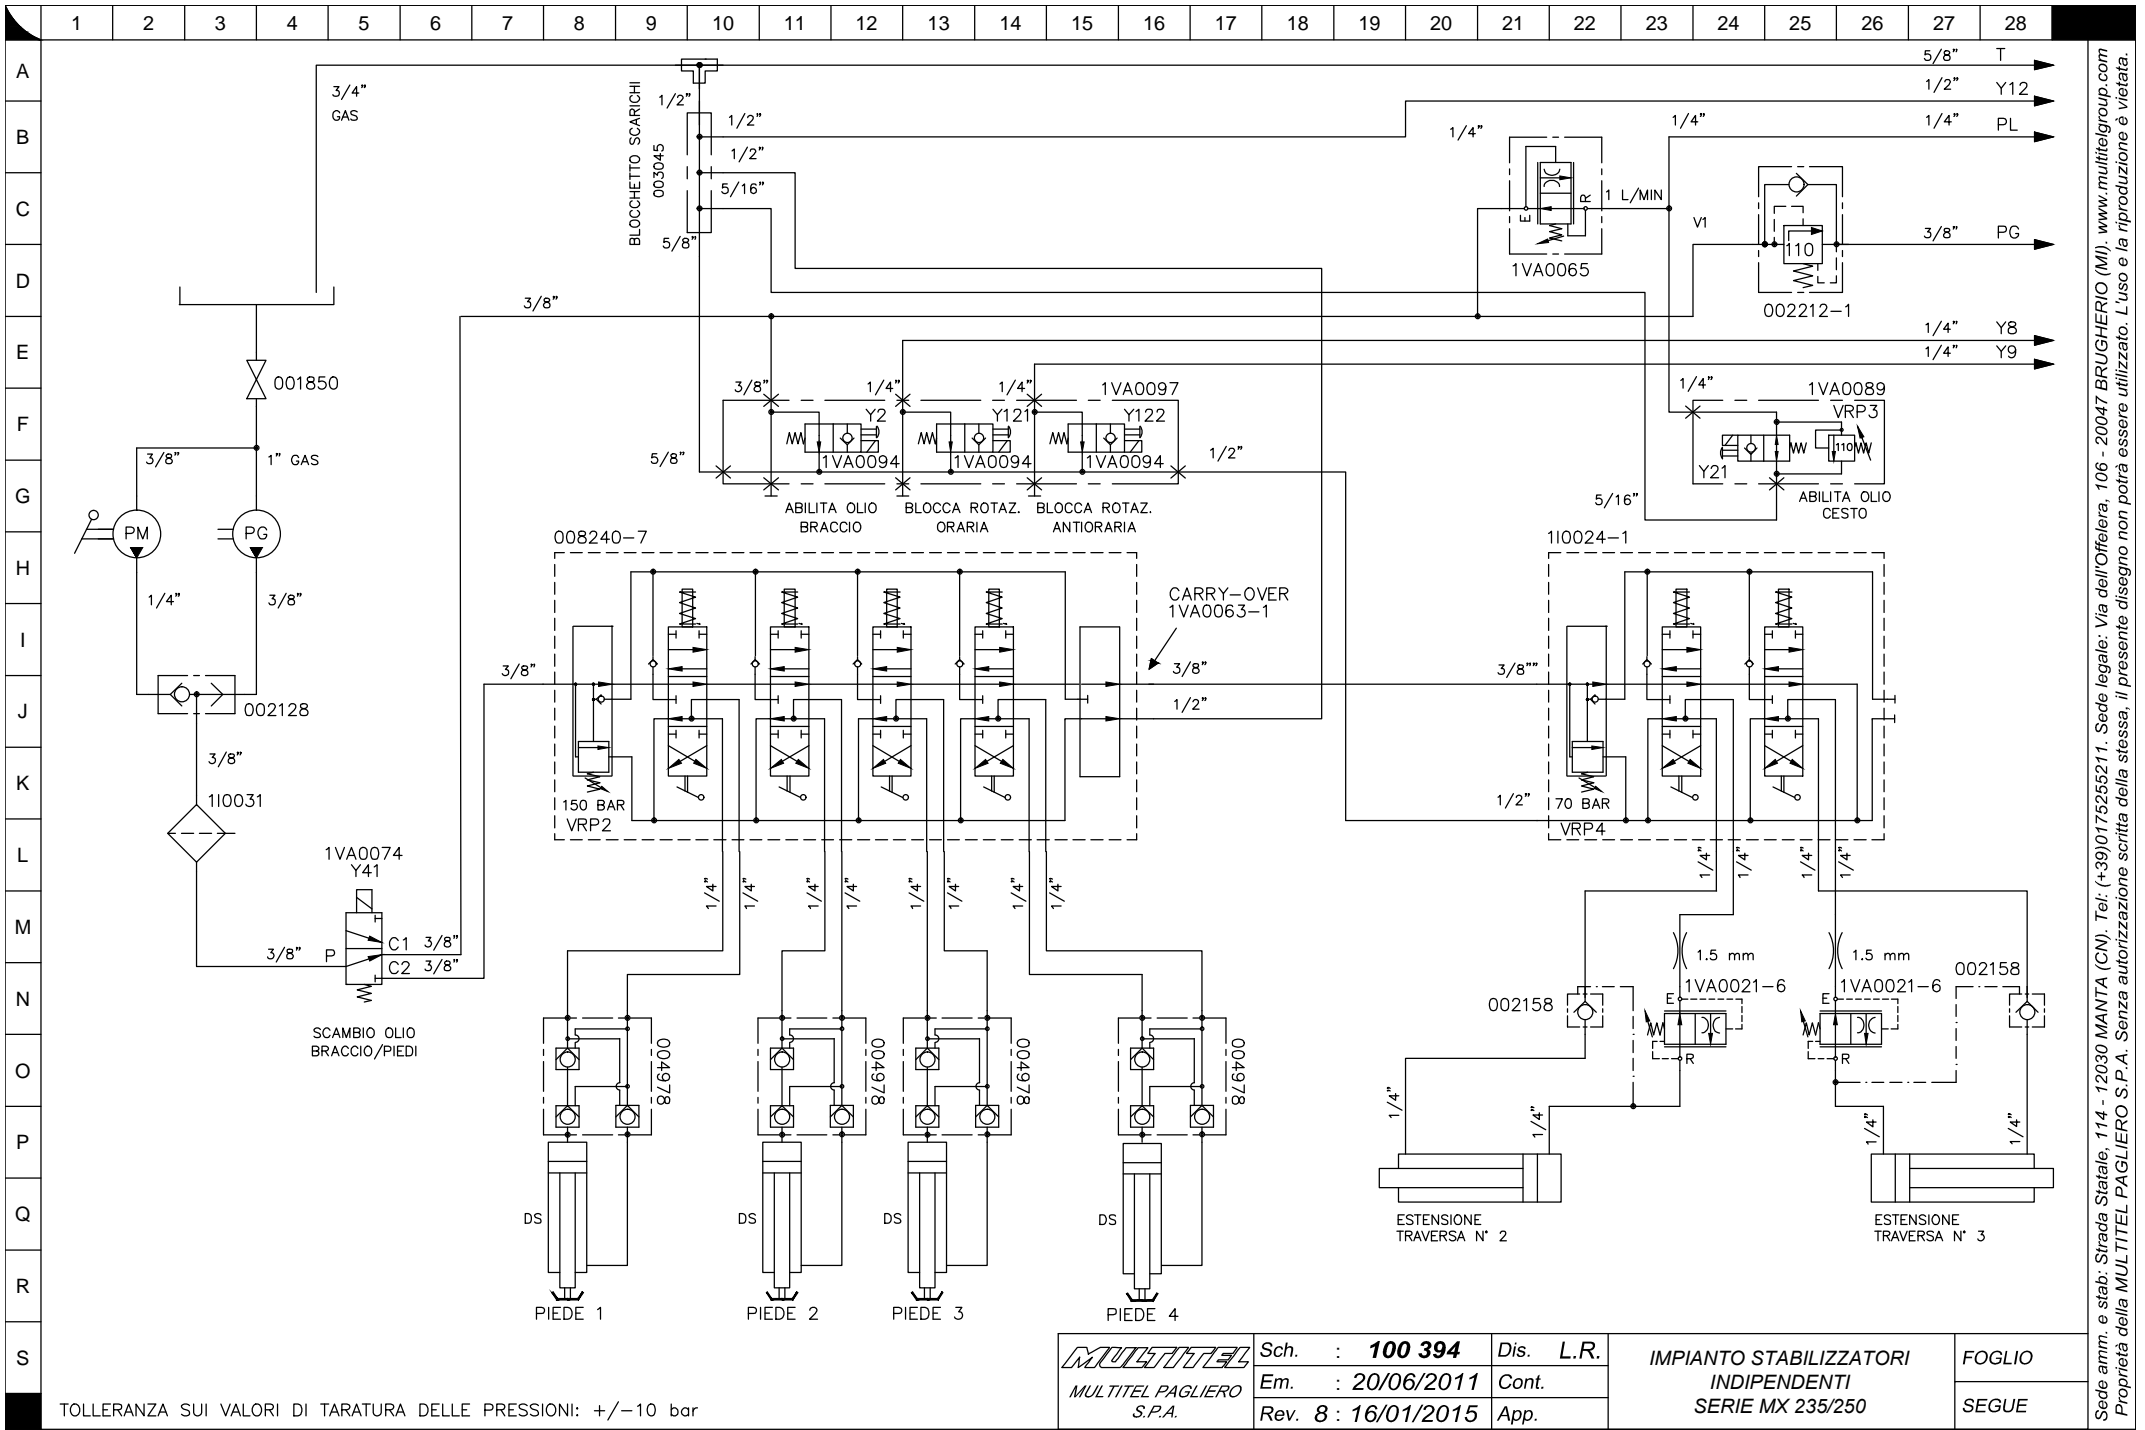 1 2 3 4 5 6 7 8 9 10 11 12 13 14 15 16 17 18 19 20 21 22 23 24 25 26 27 28
A
B
C
D
E
F
G
H
I
J
K
L
M
N
O
P
Q
R
S
3/4"
GAS
1/2"
BLOCCHETTO SCARICHI
003045
1/2"
1/2"
5/16"
5/8"
5/8" T
1/2" Y12
1/4"
1/4"
1/4" PL
E
R
1 L/MIN
1VA0065
V1
110
002212-1
3/8" PG
3/8"
1/4" Y8
1/4" Y9
001850
3/8"
1" GAS
PM
PG
1/4"
3/8"
002128
3/8"
1I0031
1VA0074
Y41
3/8" P
C1 3/8"
C2 3/8"
SCAMBIO OLIO
BRACCIO/PIEDI
3/8"
1/4"
1/4"
1VA0097
Y2
Y121
Y122
1VA0094
1VA0094
1VA0094
5/8"
1/2"
ABILITA OLIO
BRACCIO
BLOCCA ROTAZ.
ORARIA
BLOCCA ROTAZ.
ANTIORARIA
1/4"
1VA0089
VRP3
110
Y21
5/16"
ABILITA OLIO
CESTO
008240-7
3/8"
150 BAR
VRP2
CARRY-OVER
1VA0063-1
3/8"
1/2"
1I0024-1
3/8""
1/2"
70 BAR
VRP4
1/4"
1/4"
1/4"
1/4"
1/4"
1/4"
1/4"
1/4"
1/4"
1/4"
1/4"
1/4"
1.5 mm
1.5 mm
002158
1VA0021-6
1VA0021-6
002158
E
R
E
R
004978
004978
004978
004978
1/4"
1/4"
1/4"
1/4"
DS
DS
DS
DS
PIEDE 1
PIEDE 2
PIEDE 3
PIEDE 4
ESTENSIONE
TRAVERSA N° 2
ESTENSIONE
TRAVERSA N° 3
TOLLERANZA SUI VALORI DI TARATURA DELLE PRESSIONI: +/-10 bar
MULTITEL
MULTITEL PAGLIERO
S.P.A.
Sch. : 100 394
Em. : 20/06/2011
Rev. 8 : 16/01/2015
Dis. L.R.
Cont.
App.
IMPIANTO STABILIZZATORI
INDIPENDENTI
SERIE MX 235/250
FOGLIO
SEGUE
Sede amm. e stab: Strada Statale, 114 - 12030 MANTA (CN). Tel: (+39)0175255211. Sede legale: Via dell'Offelera, 106 - 20047 BRUGHERIO (MI). www.multitelgroup.com
Proprietà della MULTITEL PAGLIERO S.P.A. Senza autorizzazione scritta della stessa, il presente disegno non potrà essere utilizzato. L'uso e la riproduzione è vietata.